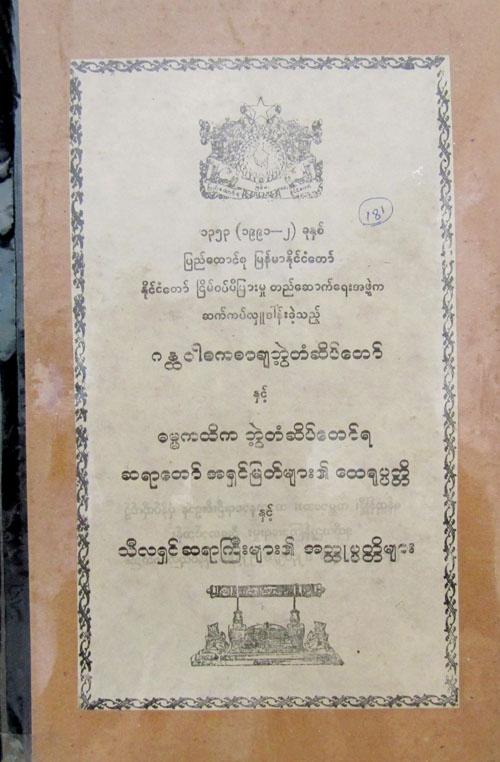 181
၁၃၅၃ (၁၉၉၁—၂) ခုနှစ်
ပြည်ထောင်စု မြန်မာနိုင်ငံတော်
နိုင်ငံတော် ငြိမ်ဝပ်ပိပြားမှု တည်ဆောက်ရေးအဖွဲ့က
ဆက်ကပ်လှူဒါန်းခဲ့သည့်
ဂန္ထဝါစကစာချဘွဲ့တံဆိပ်တော်
နှင့်
ဓမ္မကထိက ဘွဲ့တံဆိပ်တော်ရ
ဆရာတော် အရှင်မြတ်များ၏ ထေရုပ္ပတ္တိ
နှင့်
သီလရှင်ဆရာကြီးများ၏ အတ္ထုပ္ပတ္တိများ